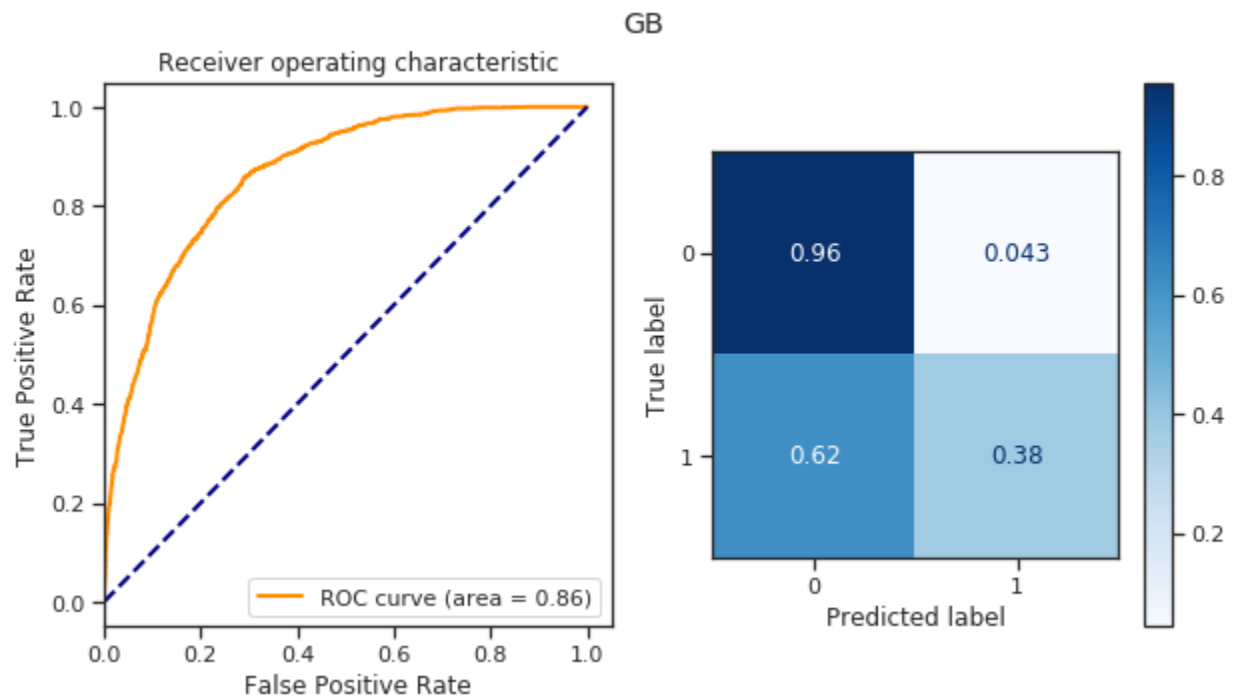 GB
Receiver operating characteristic
True Positive Rate
1.0
0.8
0.6
0.4
0.2
0.0
ROC curve (area = 0.86)
0.0 0.2 0.4 0.6 0.8 1.0
False Positive Rate
True label
0
1
0.96 0.043
0.62 0.38
0 1
Predicted label
0.8
0.6
0.4
0.2